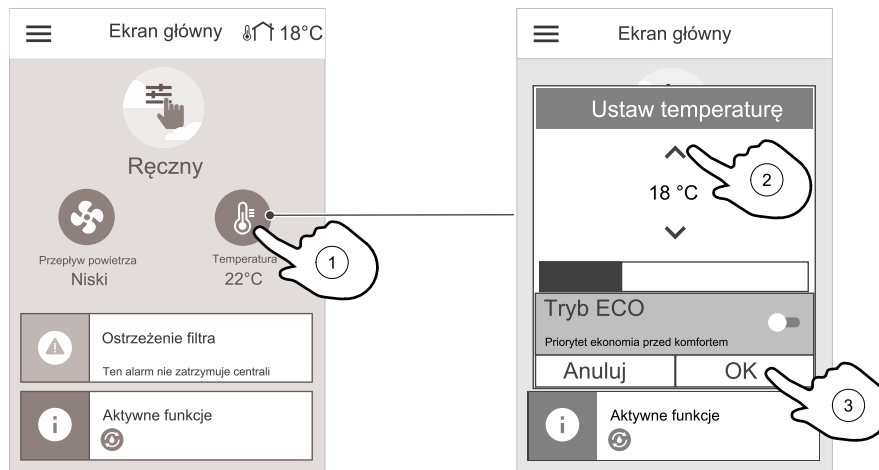 Ekran główny 18°C
Ręczny
Przepływ powietrza
Niski
Temperatura
22°C
1
Ostrzeżenie filtra
Ten alarm nie zatrzymuje centrali
i
Aktywne funkcje
Ekran główny
Ustaw temperaturę
2
18 °C
Tryb ECO
Priorytet ekonomia przed komfortem
Anuluj OK
3
i
Aktywne funkcje